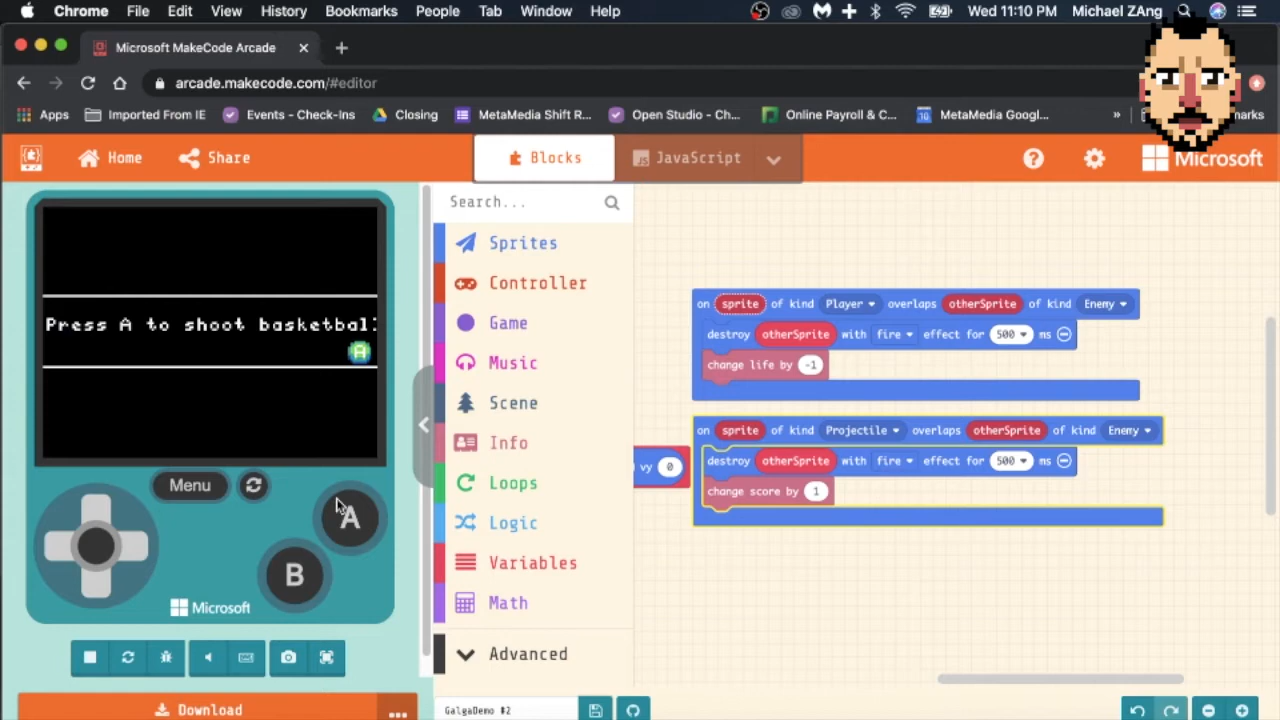 Chrome File Edit View History Bookmarks People Tab Window Help Wed 11:10 PM Michael ZAng
Microsoft MakeCode Arcade
arcade.makecode.com/#editor
Apps Imported From IE Events - Check-Ins Closing MetaMedia Shift R... Open Studio - Ch... Online Payroll & C... MetaMedia Googl... »
Home Share Blocks JavaScript Microsoft
Search...
Sprites
Controller
Game
Music
Scene
Info
Loops
Logic
Variables
Math
Advanced
Press A to shoot basketbal
A
Menu
A
B
Microsoft
Download
...
GalgaDemo #2
on sprite of kind Player overlaps otherSprite of kind Enemy
destroy otherSprite with fire effect for 500 ms
change life by -1
on sprite of kind Projectile overlaps otherSprite of kind Enemy
vy 0
destroy otherSprite with fire effect for 500 ms
change score by 1